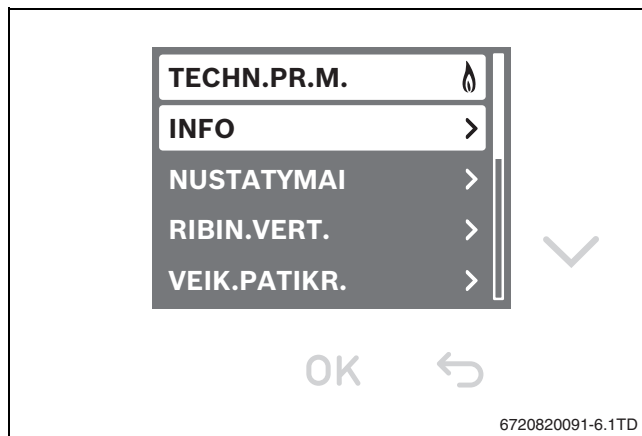 TECHN.PR.M.
INFO
NUSTATYMAI
RIBIN.VERT.
VEIK.PATIKR.
OK
6720820091-6.1TD